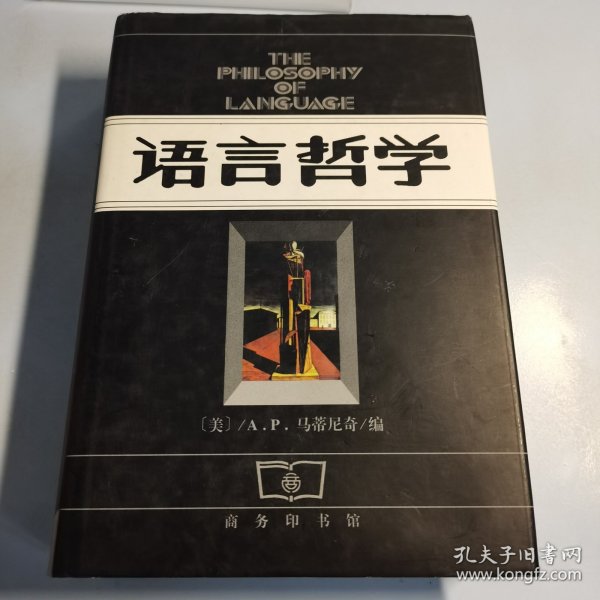 THE
PHILOSOPHY
OF
LANGUAGE
语言哲学
〔美〕/A.P.马蒂尼奇/编
商务印书馆
孔夫子旧书网
www.kongfz.com